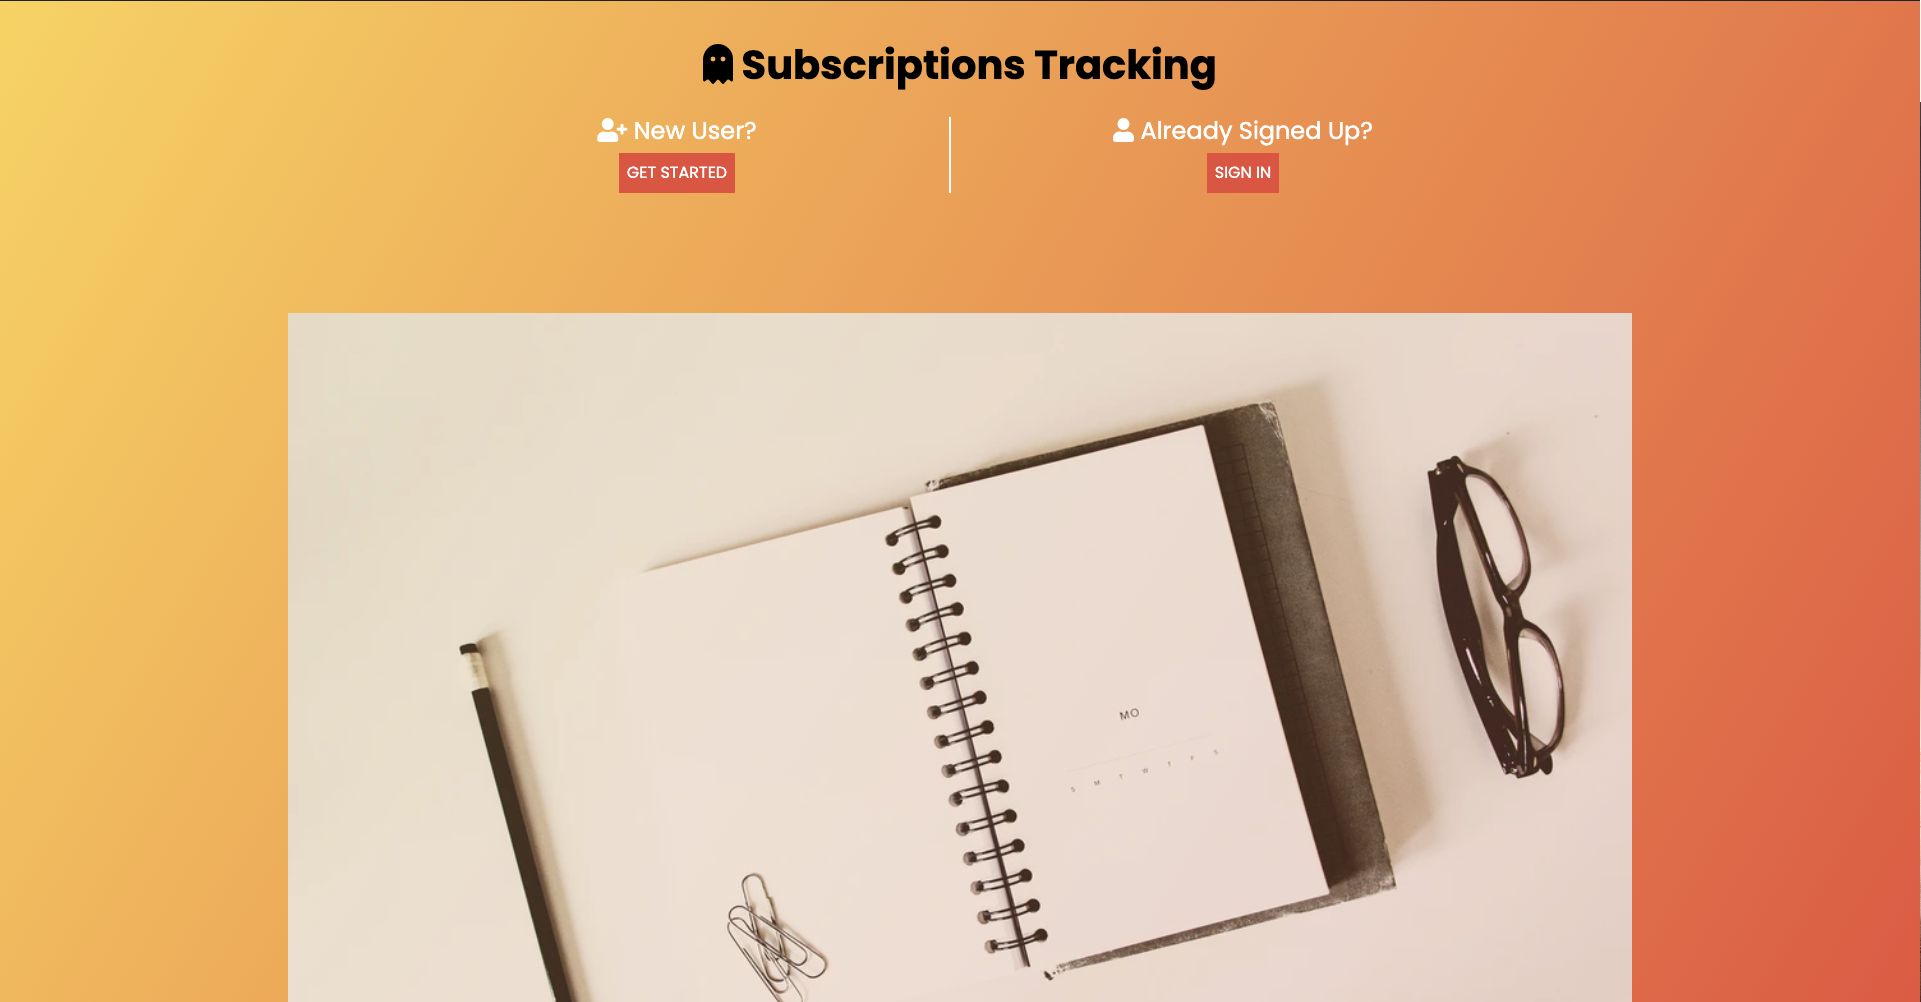 Subscriptions Tracking
New User?
Already Signed Up?
GET STARTED
SIGN IN
MO
S M T W T F S